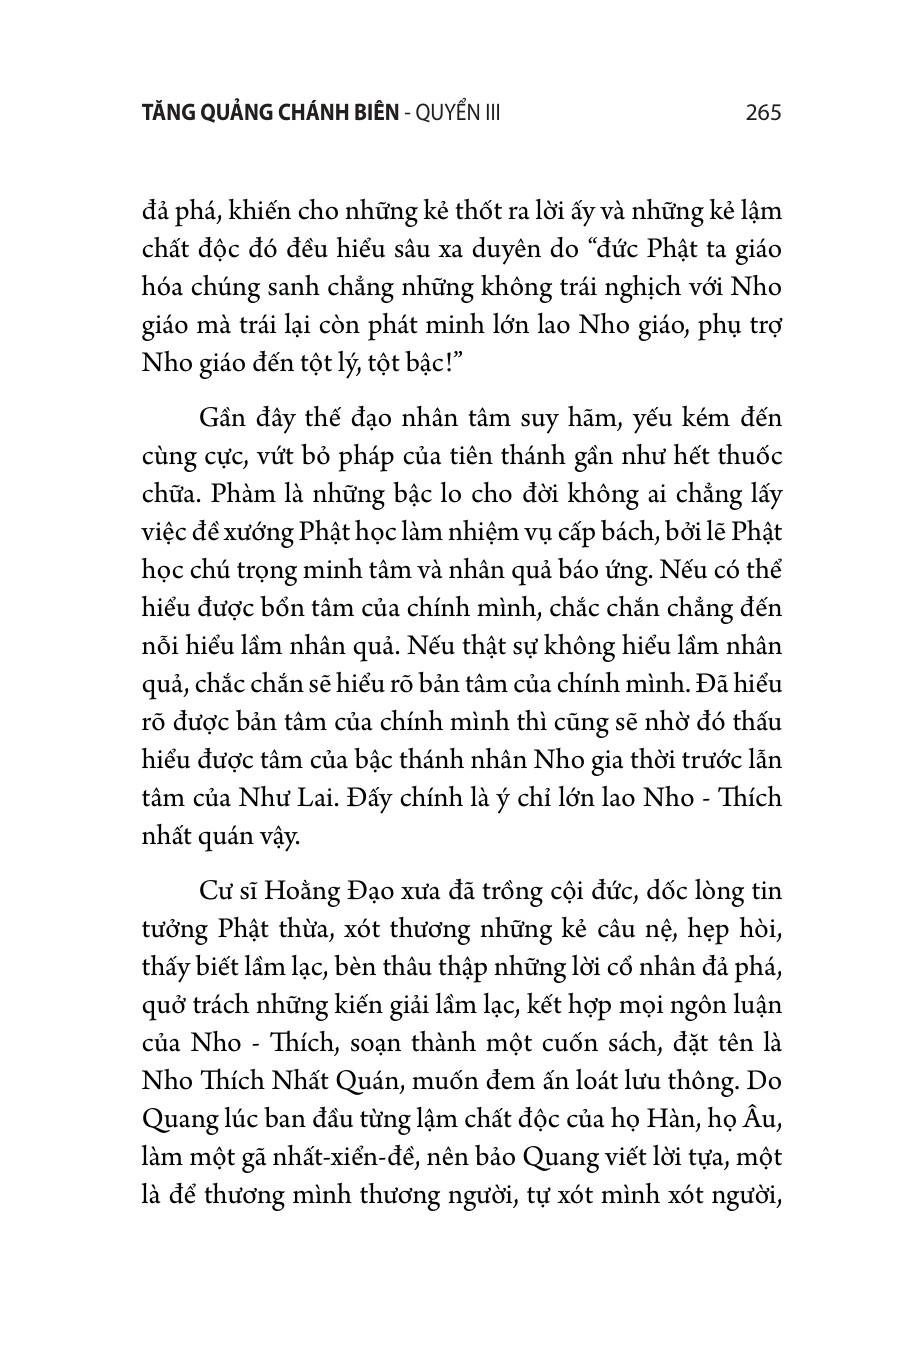 TĂNG QUẢNG CHÁNH BIÊN - QUYỂN III 265
đả phá, khiến cho những kẻ thốt ra lời ấy và những kẻ lậm
chất độc đó đều hiểu sâu xa duyên do “đức Phật ta giáo
hóa chúng sanh chẳng những không trái nghịch với Nho
giáo mà trái lại còn phát minh lớn lao Nho giáo, phụ trợ
Nho giáo đến tột lý, tột bậc!”
Gần đây thế đạo nhân tâm suy hãm, yếu kém đến
cùng cực, vứt bỏ pháp của tiên thánh gần như hết thuốc
chữa. Phàm là những bậc lo cho đời không ai chẳng lấy
việc đề xướng Phật học làm nhiệm vụ cấp bách, bởi lẽ Phật
học chú trọng minh tâm và nhân quả báo ứng. Nếu có thể
hiểu được bổn tâm của chính mình, chắc chắn chẳng đến
nỗi hiểu lầm nhân quả. Nếu thật sự không hiểu lầm nhân
quả, chắc chắn sẽ hiểu rõ bản tâm của chính mình. Đã hiểu
rõ được bản tâm của chính mình thì cũng sẽ nhờ đó thấu
hiểu được tâm của bậc thánh nhân Nho gia thời trước lẫn
tâm của Như Lai. Đấy chính là ý chỉ lớn lao Nho - Thích
nhất quán vậy.
Cư sĩ Hoằng Đạo xưa đã trồng cội đức, dốc lòng tin
tưởng Phật thừa, xót thương những kẻ câu nệ, hẹp hòi,
thấy biết lầm lạc, bèn thâu thập những lời cổ nhân đả phá,
quở trách những kiến giải lầm lạc, kết hợp mọi ngôn luận
của Nho - Thích, soạn thành một cuốn sách, đặt tên là
Nho Thích Nhất Quán, muốn đem ấn loát lưu thông. Do
Quang lúc ban đầu từng lậm chất độc của họ Hàn, họ Âu,
làm một gã nhất-xiển-đề, nên bảo Quang viết lời tựa, một
là để thương mình thương người, tự xót mình xót người,